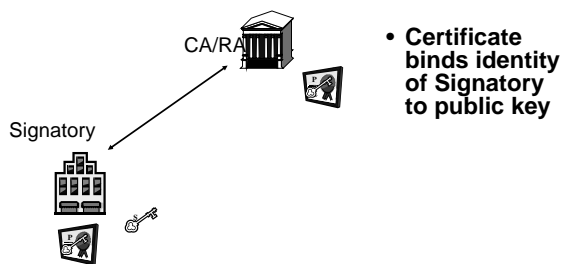 CA/RA
• Certificate
binds identity
of Signatory
to public key
P
Signatory
S
P